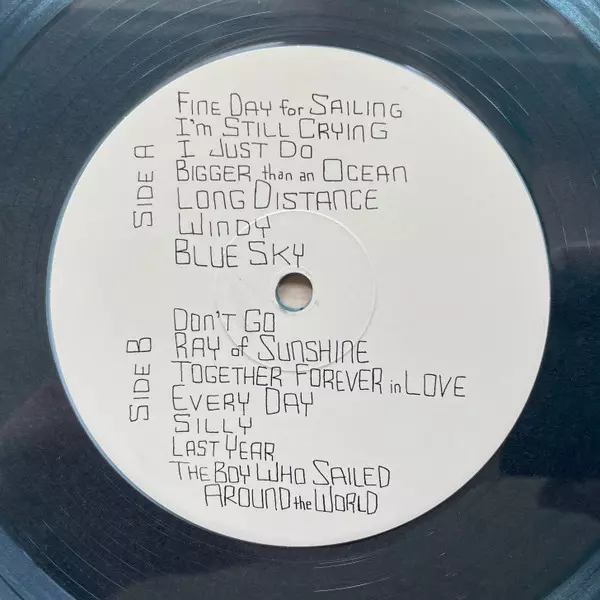 SIDE A
FINE DAY for SAILING
I'm STILL CRYING
I JUST DO
BIGGER than an OCEAN
LONG DISTANCE
WINDY
BLUE SKY
SIDE B
DON'T GO
RAY of SUNSHINE
TOGETHER FOREVER in LOVE
EVERY DAY
SILLY
LAST YEAR
THE BOY WHO SAILED
AROUND the WORLD